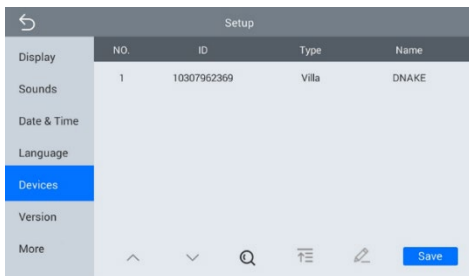 Setup
Display
Sounds
Date & Time
Language
Devices
Version
More
NO. ID Type Name
1 10307962369 Villa DNAKE
Save